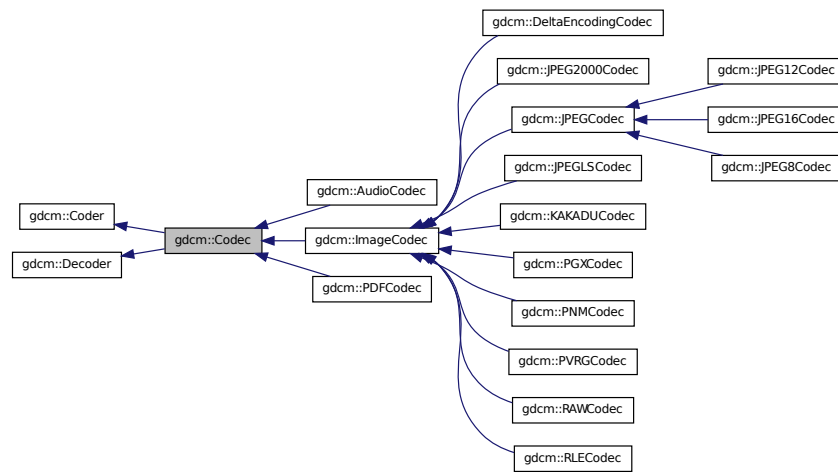 gdcm::Coder
gdcm::Decoder
gdcm::Codec
gdcm::AudioCodec
gdcm::ImageCodec
gdcm::PDFCodec
gdcm::DeltaEncodingCodec
gdcm::JPEG2000Codec
gdcm::JPEGCodec
gdcm::JPEGLSCodec
gdcm::KAKADUCodec
gdcm::PGXCodec
gdcm::PNMCodec
gdcm::PVRGCodec
gdcm::RAWCodec
gdcm::RLECodec
gdcm::JPEG12Codec
gdcm::JPEG16Codec
gdcm::JPEG8Codec